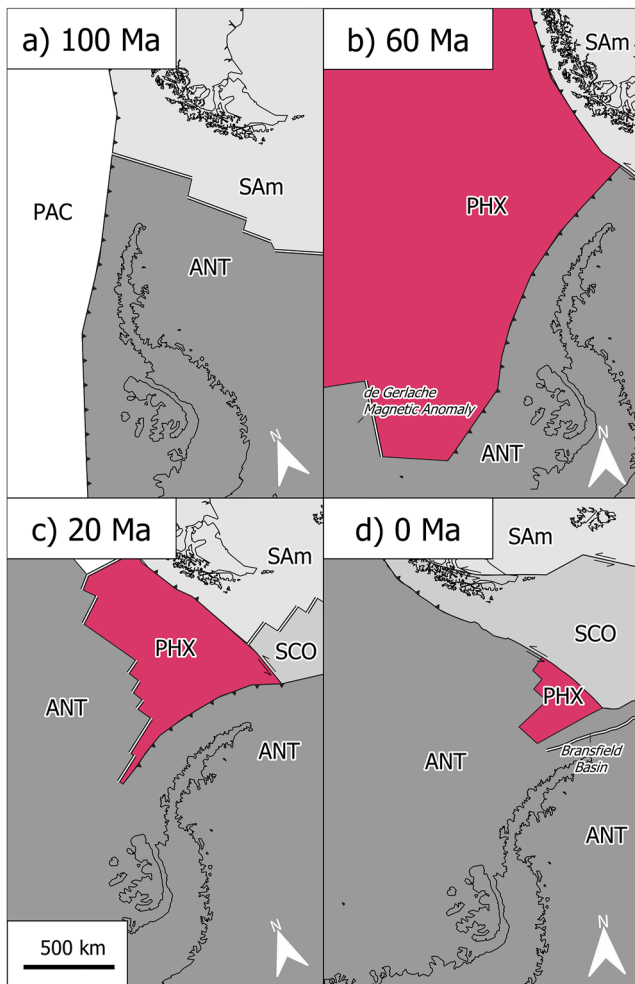 a) 100 Ma
PAC
SAm
ANT
N
b) 60 Ma
SAm
PHX
de Gerlache
Magnetic Anomaly
ANT
N
c) 20 Ma
SAm
PHX
SCO
ANT
ANT
500 km
N
d) 0 Ma
SAm
SCO
PHX
Bransfield
Basin
ANT
ANT
N